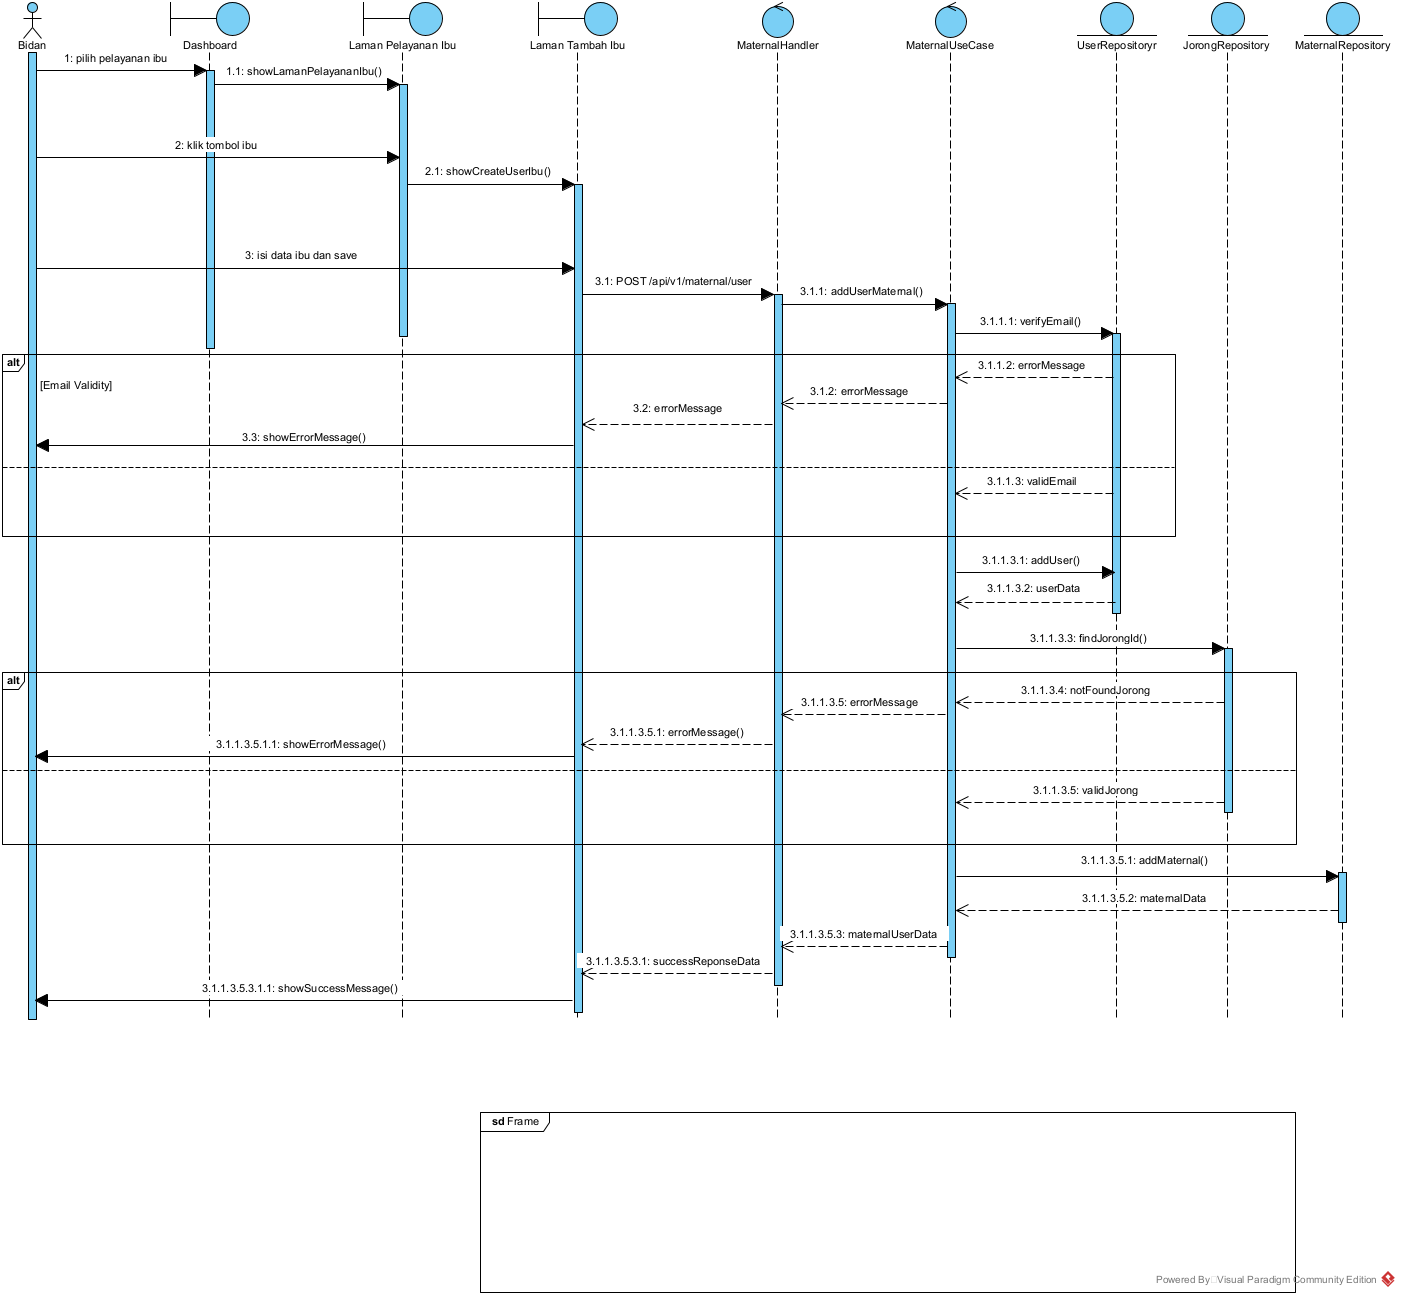 Bidan
Dashboard
Laman Pelayanan Ibu
Laman Tambah Ibu
MaternalHandler
MaternalUseCase
UserRepositoryr
JorongRepository
MaternalRepository
1: pilih pelayanan ibu
1.1: showLamanPelayananIbu()
2: klik tombol ibu
2.1: showCreateUserIbu()
3: isi data ibu dan save
3.1: POST /api/v1/maternal/user
3.1.1: addUserMaternal()
3.1.1.1: verifyEmail()
alt
[Email Validity]
3.1.1.2: errorMessage
3.1.2: errorMessage
3.2: errorMessage
3.3: showErrorMessage()
3.1.1.3: validEmail
3.1.1.3.1: addUser()
3.1.1.3.2: userData
3.1.1.3.3: findJorongId()
alt
3.1.1.3.4: notFoundJorong
3.1.1.3.5: errorMessage
3.1.1.3.5.1: errorMessage()
3.1.1.3.5.1.1: showErrorMessage()
3.1.1.3.5: validJorong
3.1.1.3.5.1: addMaternal()
3.1.1.3.5.2: maternalData
3.1.1.3.5.3: maternalUserData
3.1.1.3.5.3.1: successReponseData
3.1.1.3.5.3.1.1: showSuccessMessage()
sd Frame
Powered By Visual Paradigm Community Edition